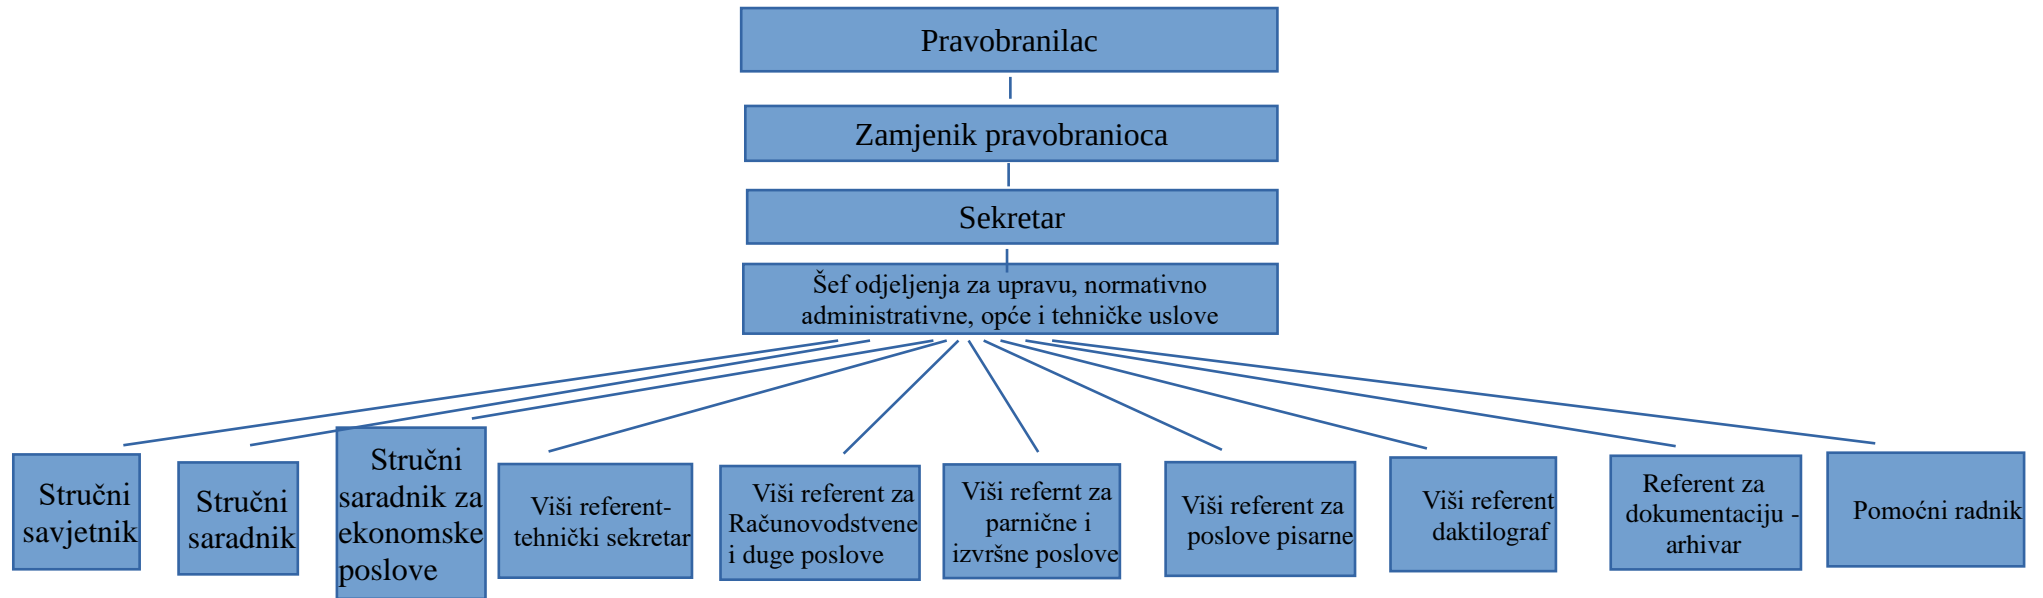 Pravobranilac
Zamjenik pravobranioca
Sekretar
Šef odjeljenja za upravu, normativno
administrativne, opće i tehničke uslove
Stručni
savjetnik
Stručni
saradnik
Stručni
saradnik za
ekonomske
poslove
Viši referent-
tehnički sekretar
Viši referent za
Računovodstvene
i duge poslove
Viši refernt za
parnične i
izvršne poslove
Viši referent za
poslove pisarne
Viši referent
daktilograf
Referent za
dokumentaciju -
arhivar
Pomoćni radnik